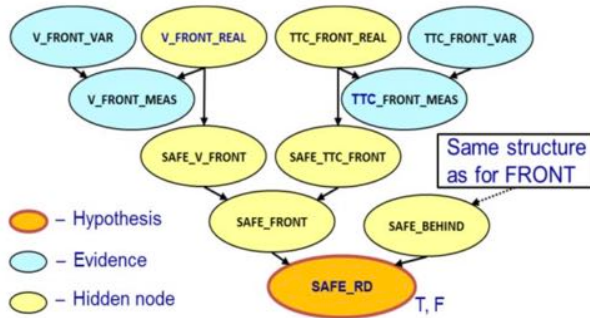 V_FRONT_VAR
V_FRONT_REAL
TTC_FRONT_REAL
TTC_FRONT_VAR
V_FRONT_MEAS
TTC_FRONT_MEAS
SAFE_V_FRONT
SAFE_TTC_FRONT
Same structure
as for FRONT
SAFE_FRONT
SAFE_BEHIND
– Hypothesis
– Evidence
– Hidden node
SAFE_RD
T, F